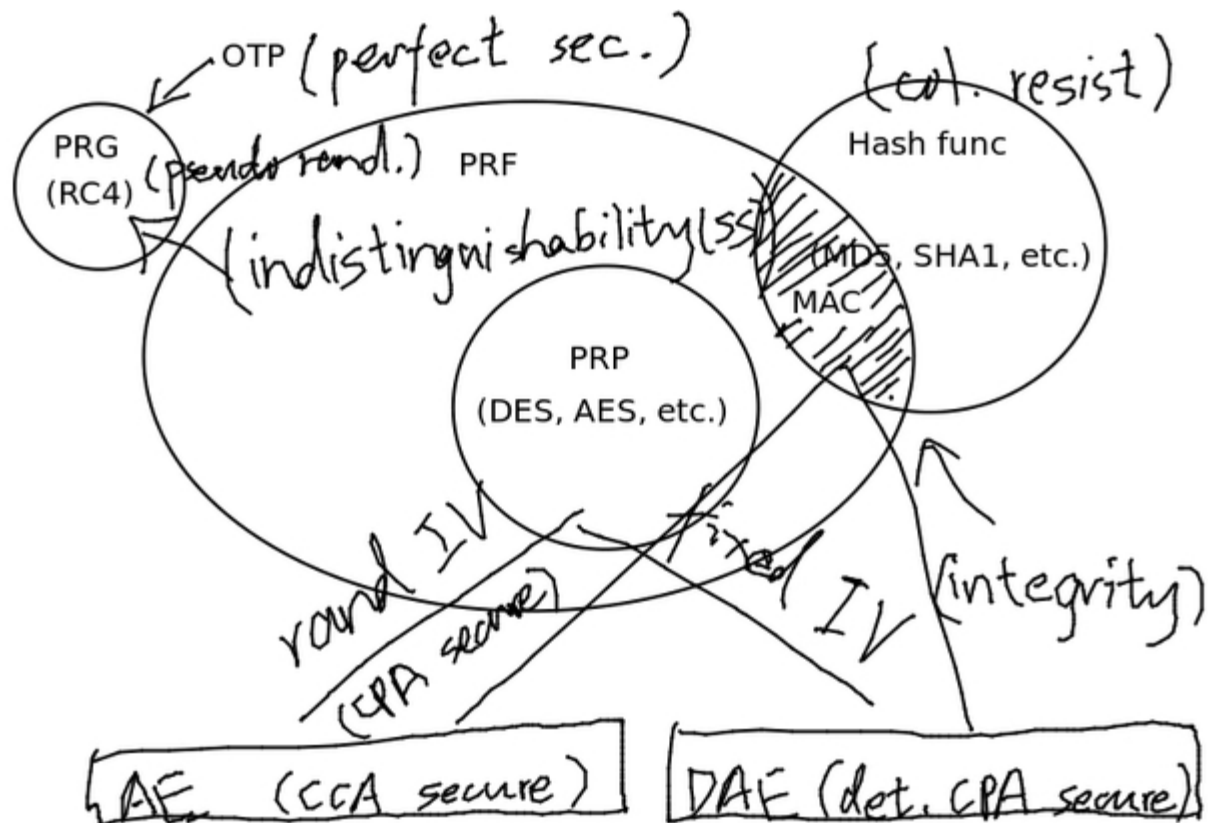 OTP (perfect sec.)
(col. resist)
PRG
(RC4)
(pseudo rand.)
PRF
Hash func
(indistinguishability (SS))
(MD5, SHA1, etc.)
MAC
PRP
(DES, AES, etc.)
rand IV
(CPA secure)
fixed IV
(integrity)
AE (CCA secure)
DAE (det. CPA secure)